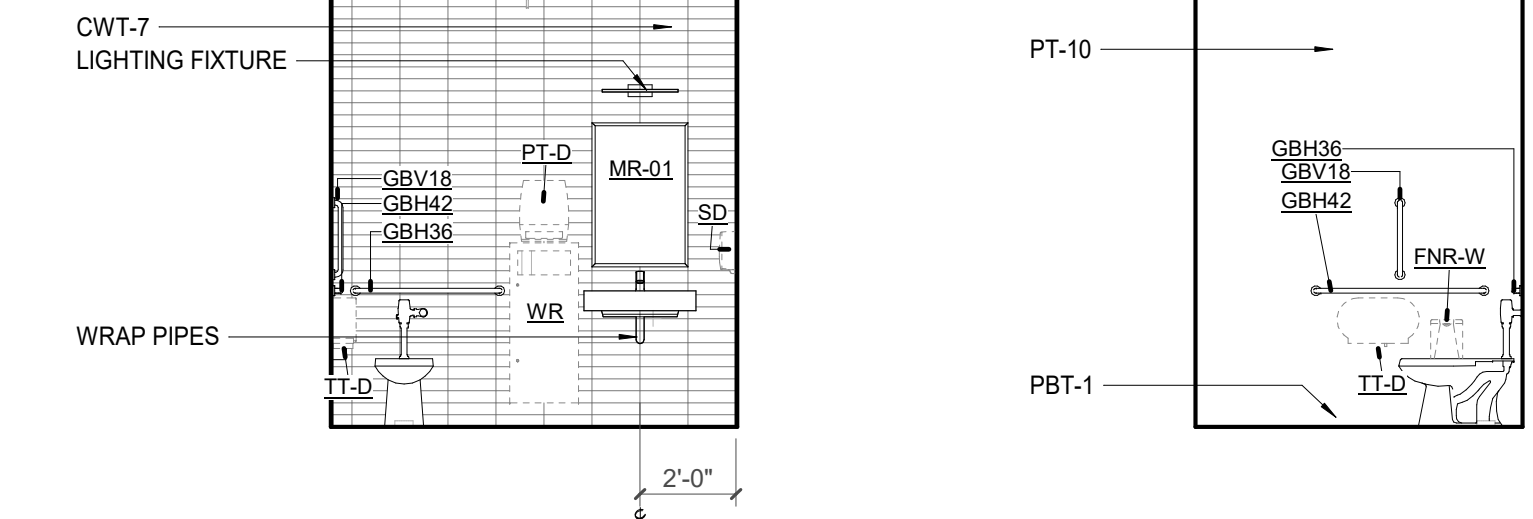 CWT-7
LIGHTING FIXTURE
PT-D
MR-01
GBV18
GBH42
GBH36
SD
WR
WRAP PIPES
TT-D
2'-0"
PT-10
GBH36
GBV18
GBH42
FNR-W
PBT-1
TT-D